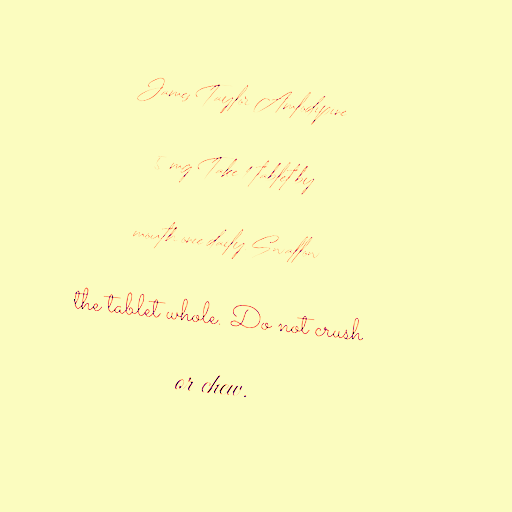 James Taylor Amlodipine
5 mg Take 1 tablet by
mouth once daily Swallow
the tablet whole. Do not crush
or chew.